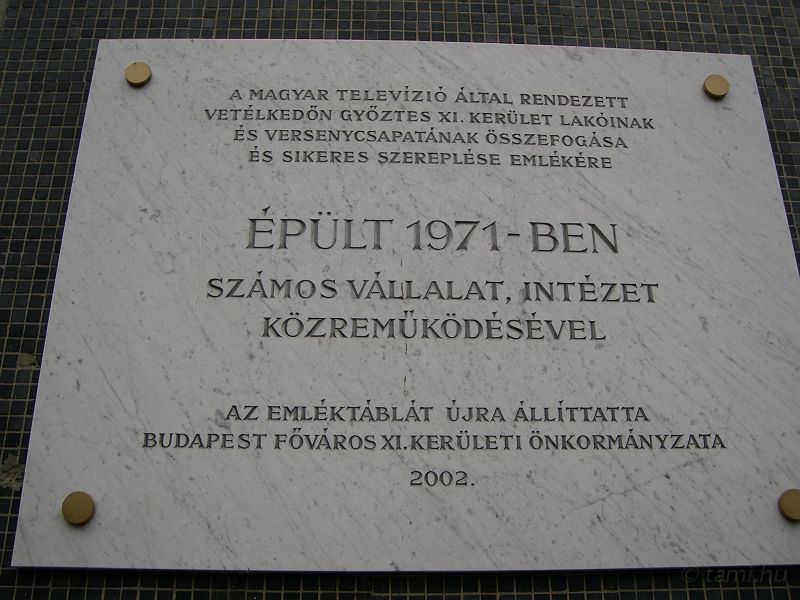 A MAGYAR TELEVÍZIÓ ÁLTAL RENDEZETT
VETÉLKEDŐN GYŐZTES XI. KERÜLET LAKÓINAK
ÉS VERSENYCSAPATÁNAK ÖSSZEFOGÁSA
ÉS SIKERES SZEREPLÉSE EMLÉKÉRE
ÉPÜLT 1971-BEN
SZÁMOS VÁLLALAT, INTÉZET
KÖZREMŰKÖDÉSÉVEL
AZ EMLÉKTÁBLÁT ÚJRA ÁLLÍTTATTA
BUDAPEST FŐVÁROS XI. KERÜLETI ÖNKORMÁNYZATA
2002.
© tami.hu